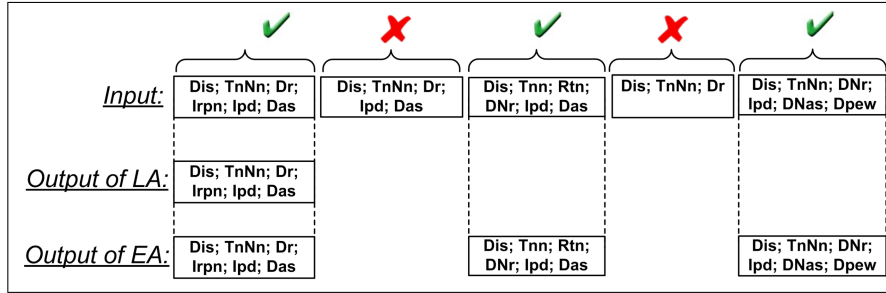 Input:
Dis; TnNn; Dr;
Irpn; Ipd; Das
Dis; TnNn; Dr;
Ipd; Das
Dis; Tnn; Rtn;
DNr; Ipd; Das
Dis; TnNn; Dr
Dis; TnNn; DNr;
Ipd; DNas; Dpew
Output of LA:
Dis; TnNn; Dr;
Irpn; Ipd; Das
Output of EA:
Dis; TnNn; Dr;
Irpn; Ipd; Das
Dis; Tnn; Rtn;
DNr; Ipd; Das
Dis; TnNn; DNr;
Ipd; DNas; Dpew